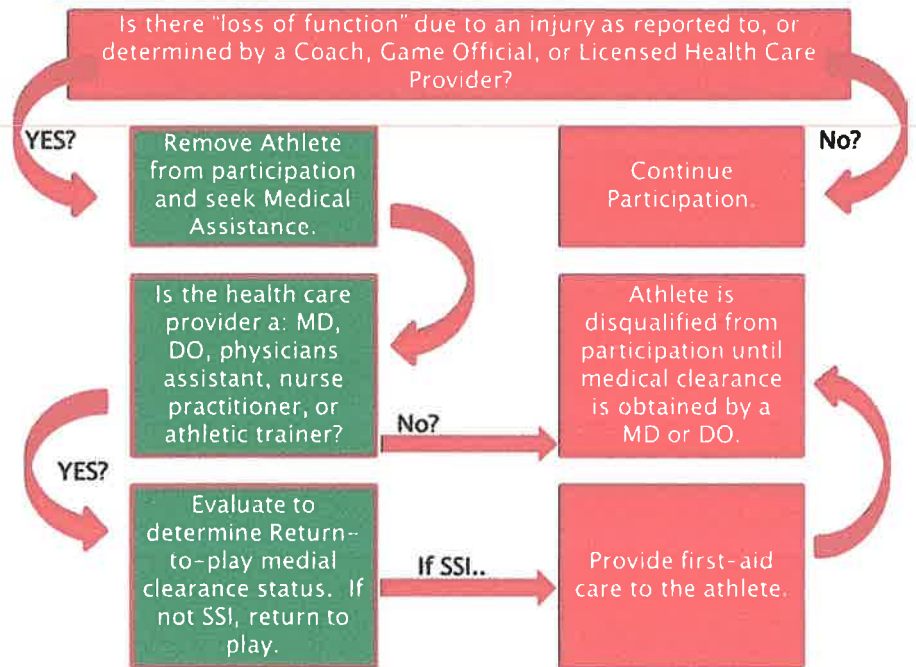 Is there "loss of function" due to an injury as reported to, or
determined by a Coach, Game Official, or Licensed Health Care
Provider?
YES?
No?
Remove Athlete
from participation
and seek Medical
Assistance.
Continue
Participation.
Is the health care
provider a: MD,
DO, physicians
assistant, nurse
practitioner, or
athletic trainer?
No?
Athlete is
disqualified from
participation until
medical clearance
is obtained by a
MD or DO.
YES?
Evaluate to
determine Return-
to-play medial
clearance status. If
not SSI, return to
play.
If SSI..
Provide first-aid
care to the athlete.